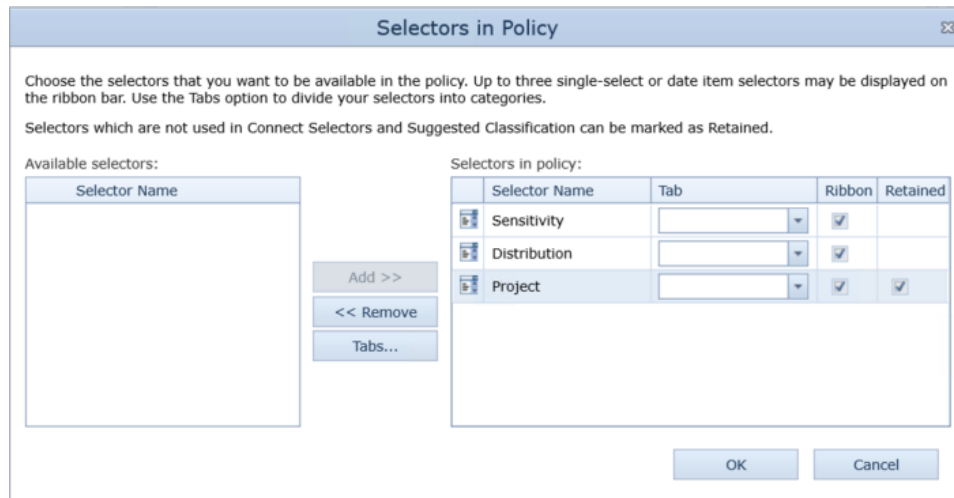 Selectors in Policy
Choose the selectors that you want to be available in the policy. Up to three single-select or date item selectors may be displayed on
the ribbon bar. Use the Tabs option to divide your selectors into categories.
Selectors which are not used in Connect Selectors and Suggested Classification can be marked as Retained.
Available selectors:
Selector Name
Add >>
<< Remove
Tabs...
Selectors in policy:
Selector Name Tab Ribbon Retained
Sensitivity
Distribution
Project
OK Cancel